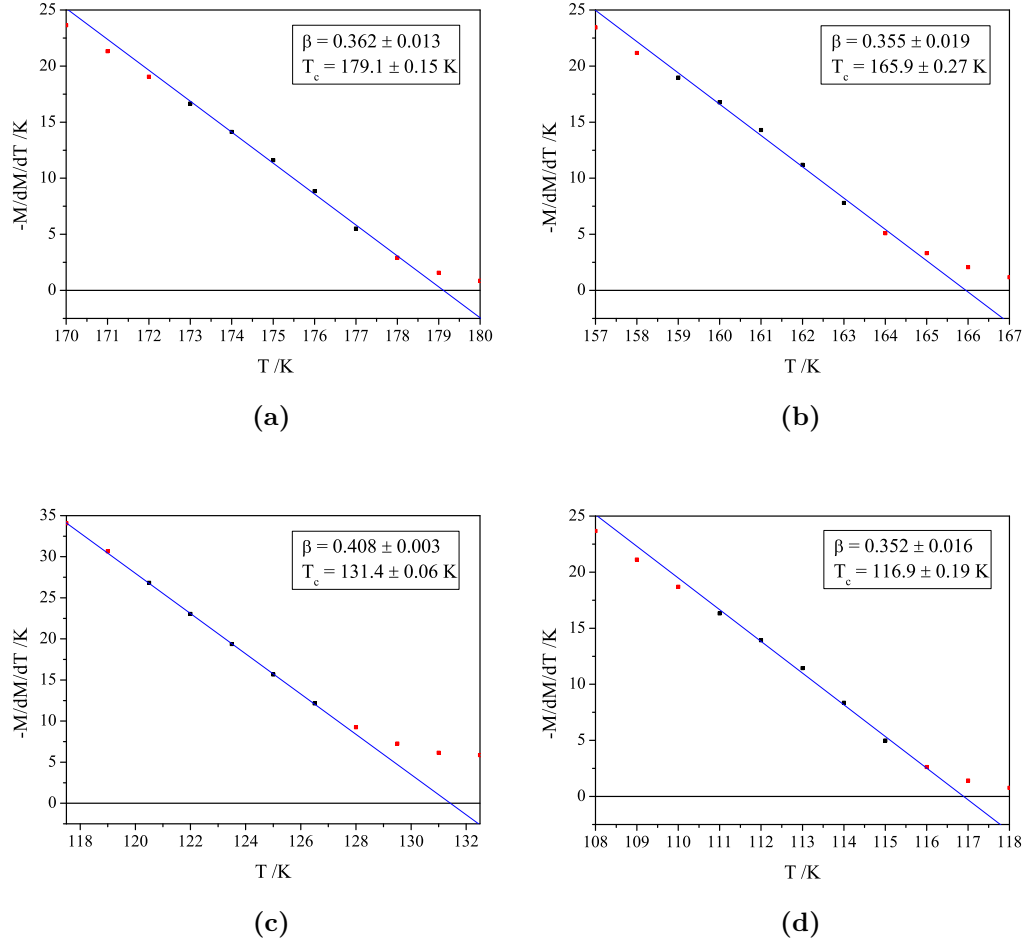 25
20
15
10
5
0
-M/dM/dT /K
β = 0.362 ± 0.013
T_c = 179.1 ± 0.15 K
170 171 172 173 174 175 176 177 178 179 180
T /K
(a)
25
20
15
10
5
0
-M/dM/dT /K
β = 0.355 ± 0.019
T_c = 165.9 ± 0.27 K
157 158 159 160 161 162 163 164 165 166 167
T /K
(b)
35
30
25
20
15
10
5
0
-M/dM/dT /K
β = 0.408 ± 0.003
T_c = 131.4 ± 0.06 K
118 120 122 124 126 128 130 132
T /K
(c)
25
20
15
10
5
0
-M/dM/dT /K
β = 0.352 ± 0.016
T_c = 116.9 ± 0.19 K
108 109 110 111 112 113 114 115 116 117 118
T /K
(d)